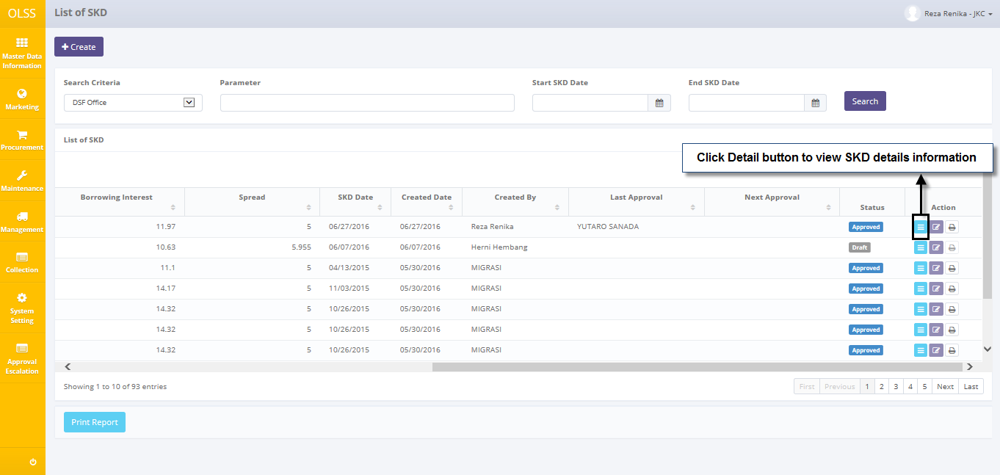 OLSS
List of SKD
Reza Renika - JKC
Master Data
Information
Marketing
Procurement
Maintenance
Management
Collection
System
Setting
Approval
Escalation
Create
Search Criteria
Parameter
Start SKD Date
End SKD Date
DSF Office
Search
List of SKD
Click Detail button to view SKD details information
Borrowing Interest Spread SKD Date Created Date Created By Last Approval Next Approval Status Action
11.97 5 06/27/2016 06/27/2016 Reza Renika YUTARO SANADA Approved
10.63 5.955 06/07/2016 06/07/2016 Herni Hembang Draft
11.1 5 04/13/2015 05/30/2016 MIGRASI Approved
14.17 5 11/03/2015 05/30/2016 MIGRASI Approved
14.32 5 10/26/2015 05/30/2016 MIGRASI Approved
14.32 5 10/26/2015 05/30/2016 MIGRASI Approved
14.32 5 10/26/2015 05/30/2016 MIGRASI Approved
Showing 1 to 10 of 93 entries
First Previous 1 2 3 4 5 Next Last
Print Report